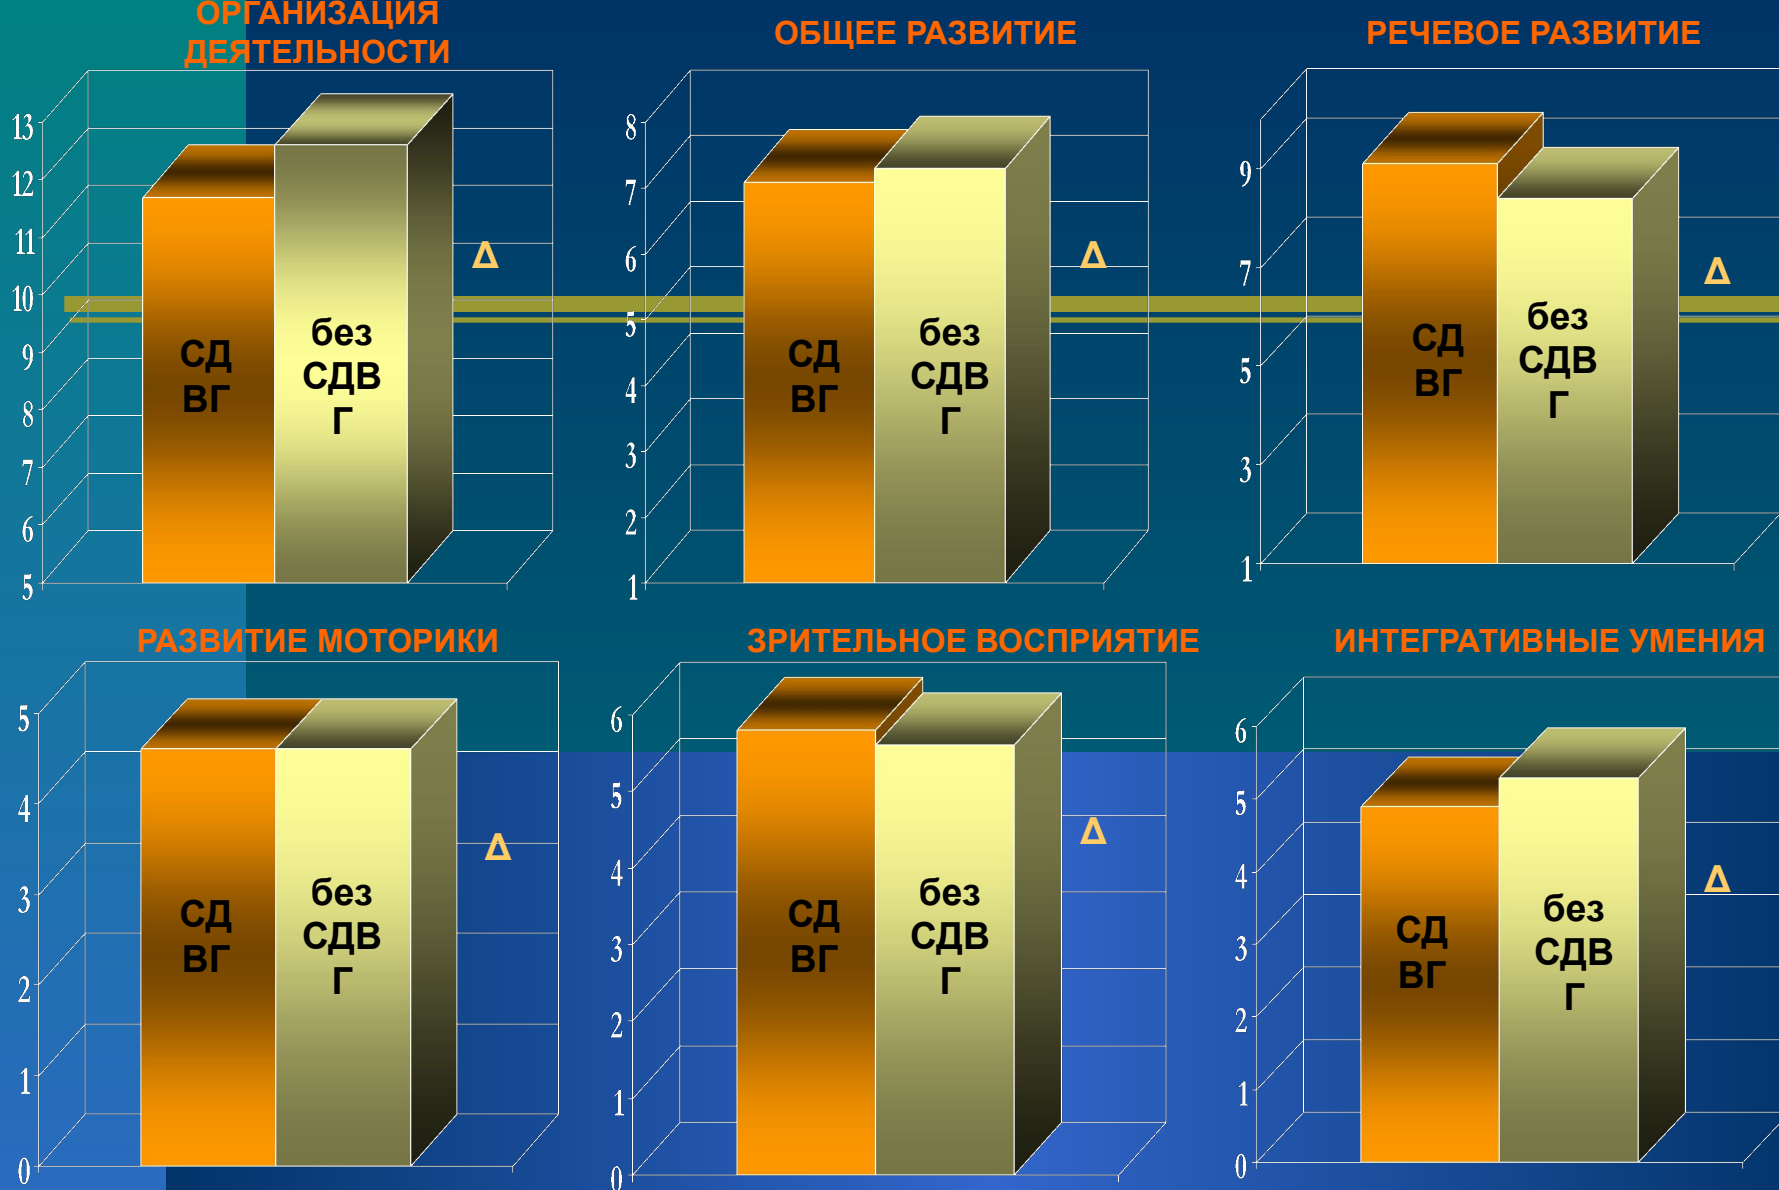 ОРГАНИЗАЦИЯ
ДЕЯТЕЛЬНОСТИ
13
12
11
10
9
8
7
6
5
СД
ВГ
без
СДВ
Г
Δ
ОБЩЕЕ РАЗВИТИЕ
8
7
6
5
4
3
2
1
СД
ВГ
без
СДВ
Г
Δ
РЕЧЕВОЕ РАЗВИТИЕ
9
7
5
3
1
СД
ВГ
без
СДВ
Г
Δ
РАЗВИТИЕ МОТОРИКИ
5
4
3
2
1
0
СД
ВГ
без
СДВ
Г
Δ
ЗРИТЕЛЬНОЕ ВОСПРИЯТИЕ
6
5
4
3
2
1
0
СД
ВГ
без
СДВ
Г
Δ
ИНТЕГРАТИВНЫЕ УМЕНИЯ
6
5
4
3
2
1
0
СД
ВГ
без
СДВ
Г
Δ